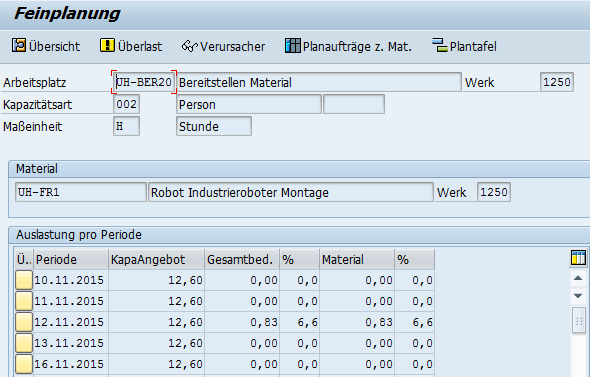 Feinplanung
Übersicht Überlast Verursacher Planaufträge z. Mat. Plantafel
Arbeitsplatz UH-BER20 Bereitstellen Material Werk 1250
Kapazitätsart 002 Person
Maßeinheit H Stunde
Material
UH-FR1 Robot Industrieroboter Montage Werk 1250
Auslastung pro Periode
Ü.. Periode KapaAngebot Gesamtbed. % Material %
10.11.2015 12,60 0,00 0,0 0,00 0,0
11.11.2015 12,60 0,00 0,0 0,00 0,0
12.11.2015 12,60 0,83 6,6 0,83 6,6
13.11.2015 12,60 0,00 0,0 0,00 0,0
16.11.2015 12,60 0,00 0,0 0,00 0,0